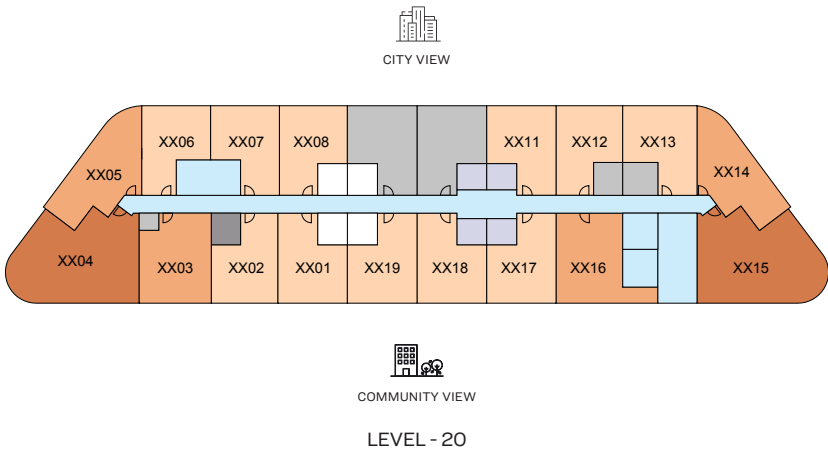 CITY VIEW
XX06
XX07
XX08
XX11
XX12
XX13
XX05
XX14
XX04
XX03
XX02
XX01
XX19
XX18
XX17
XX16
XX15
COMMUNITY VIEW
LEVEL - 20